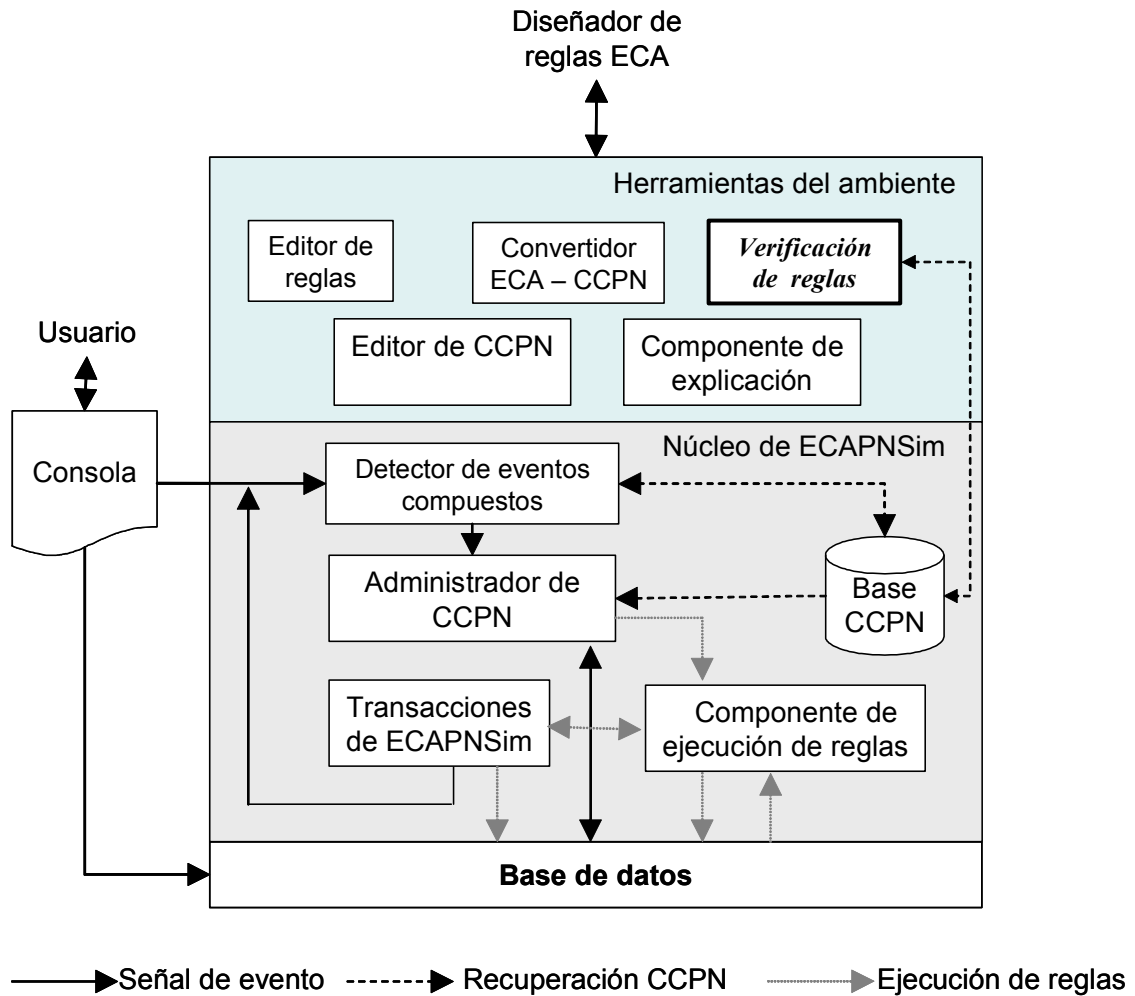 Diseñador de
reglas ECA
Herramientas del ambiente
Editor de
reglas
Convertidor
ECA – CCPN
Verificación
de reglas
Usuario
Editor de CCPN
Componente de
explicación
Núcleo de ECAPNSim
Consola
Detector de eventos
compuestos
Administrador de
CCPN
Base
CCPN
Transacciones
de ECAPNSim
Componente de
ejecución de reglas
Base de datos
Señal de evento
Recuperación CCPN
Ejecución de reglas